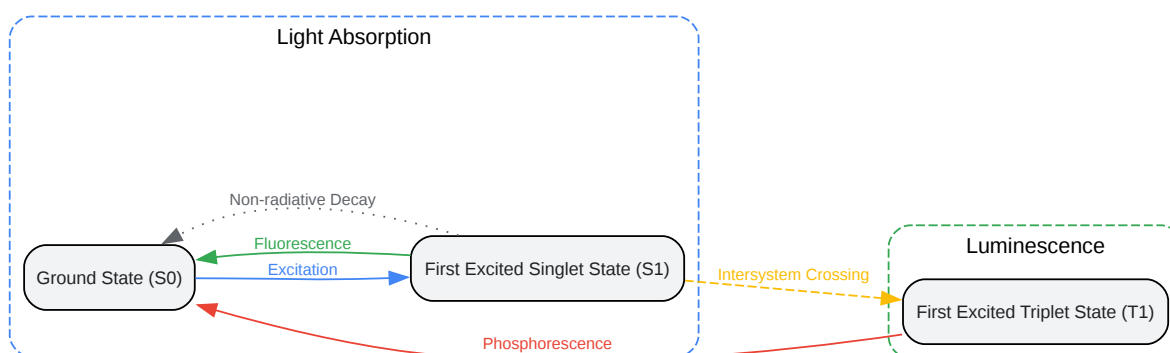 Light Absorption
Non-radiative Decay
Fluorescence
Luminescence
Ground State (S0)
Excitation
First Excited Singlet State (S1)
Intersystem Crossing
First Excited Triplet State (T1)
Phosphorescence